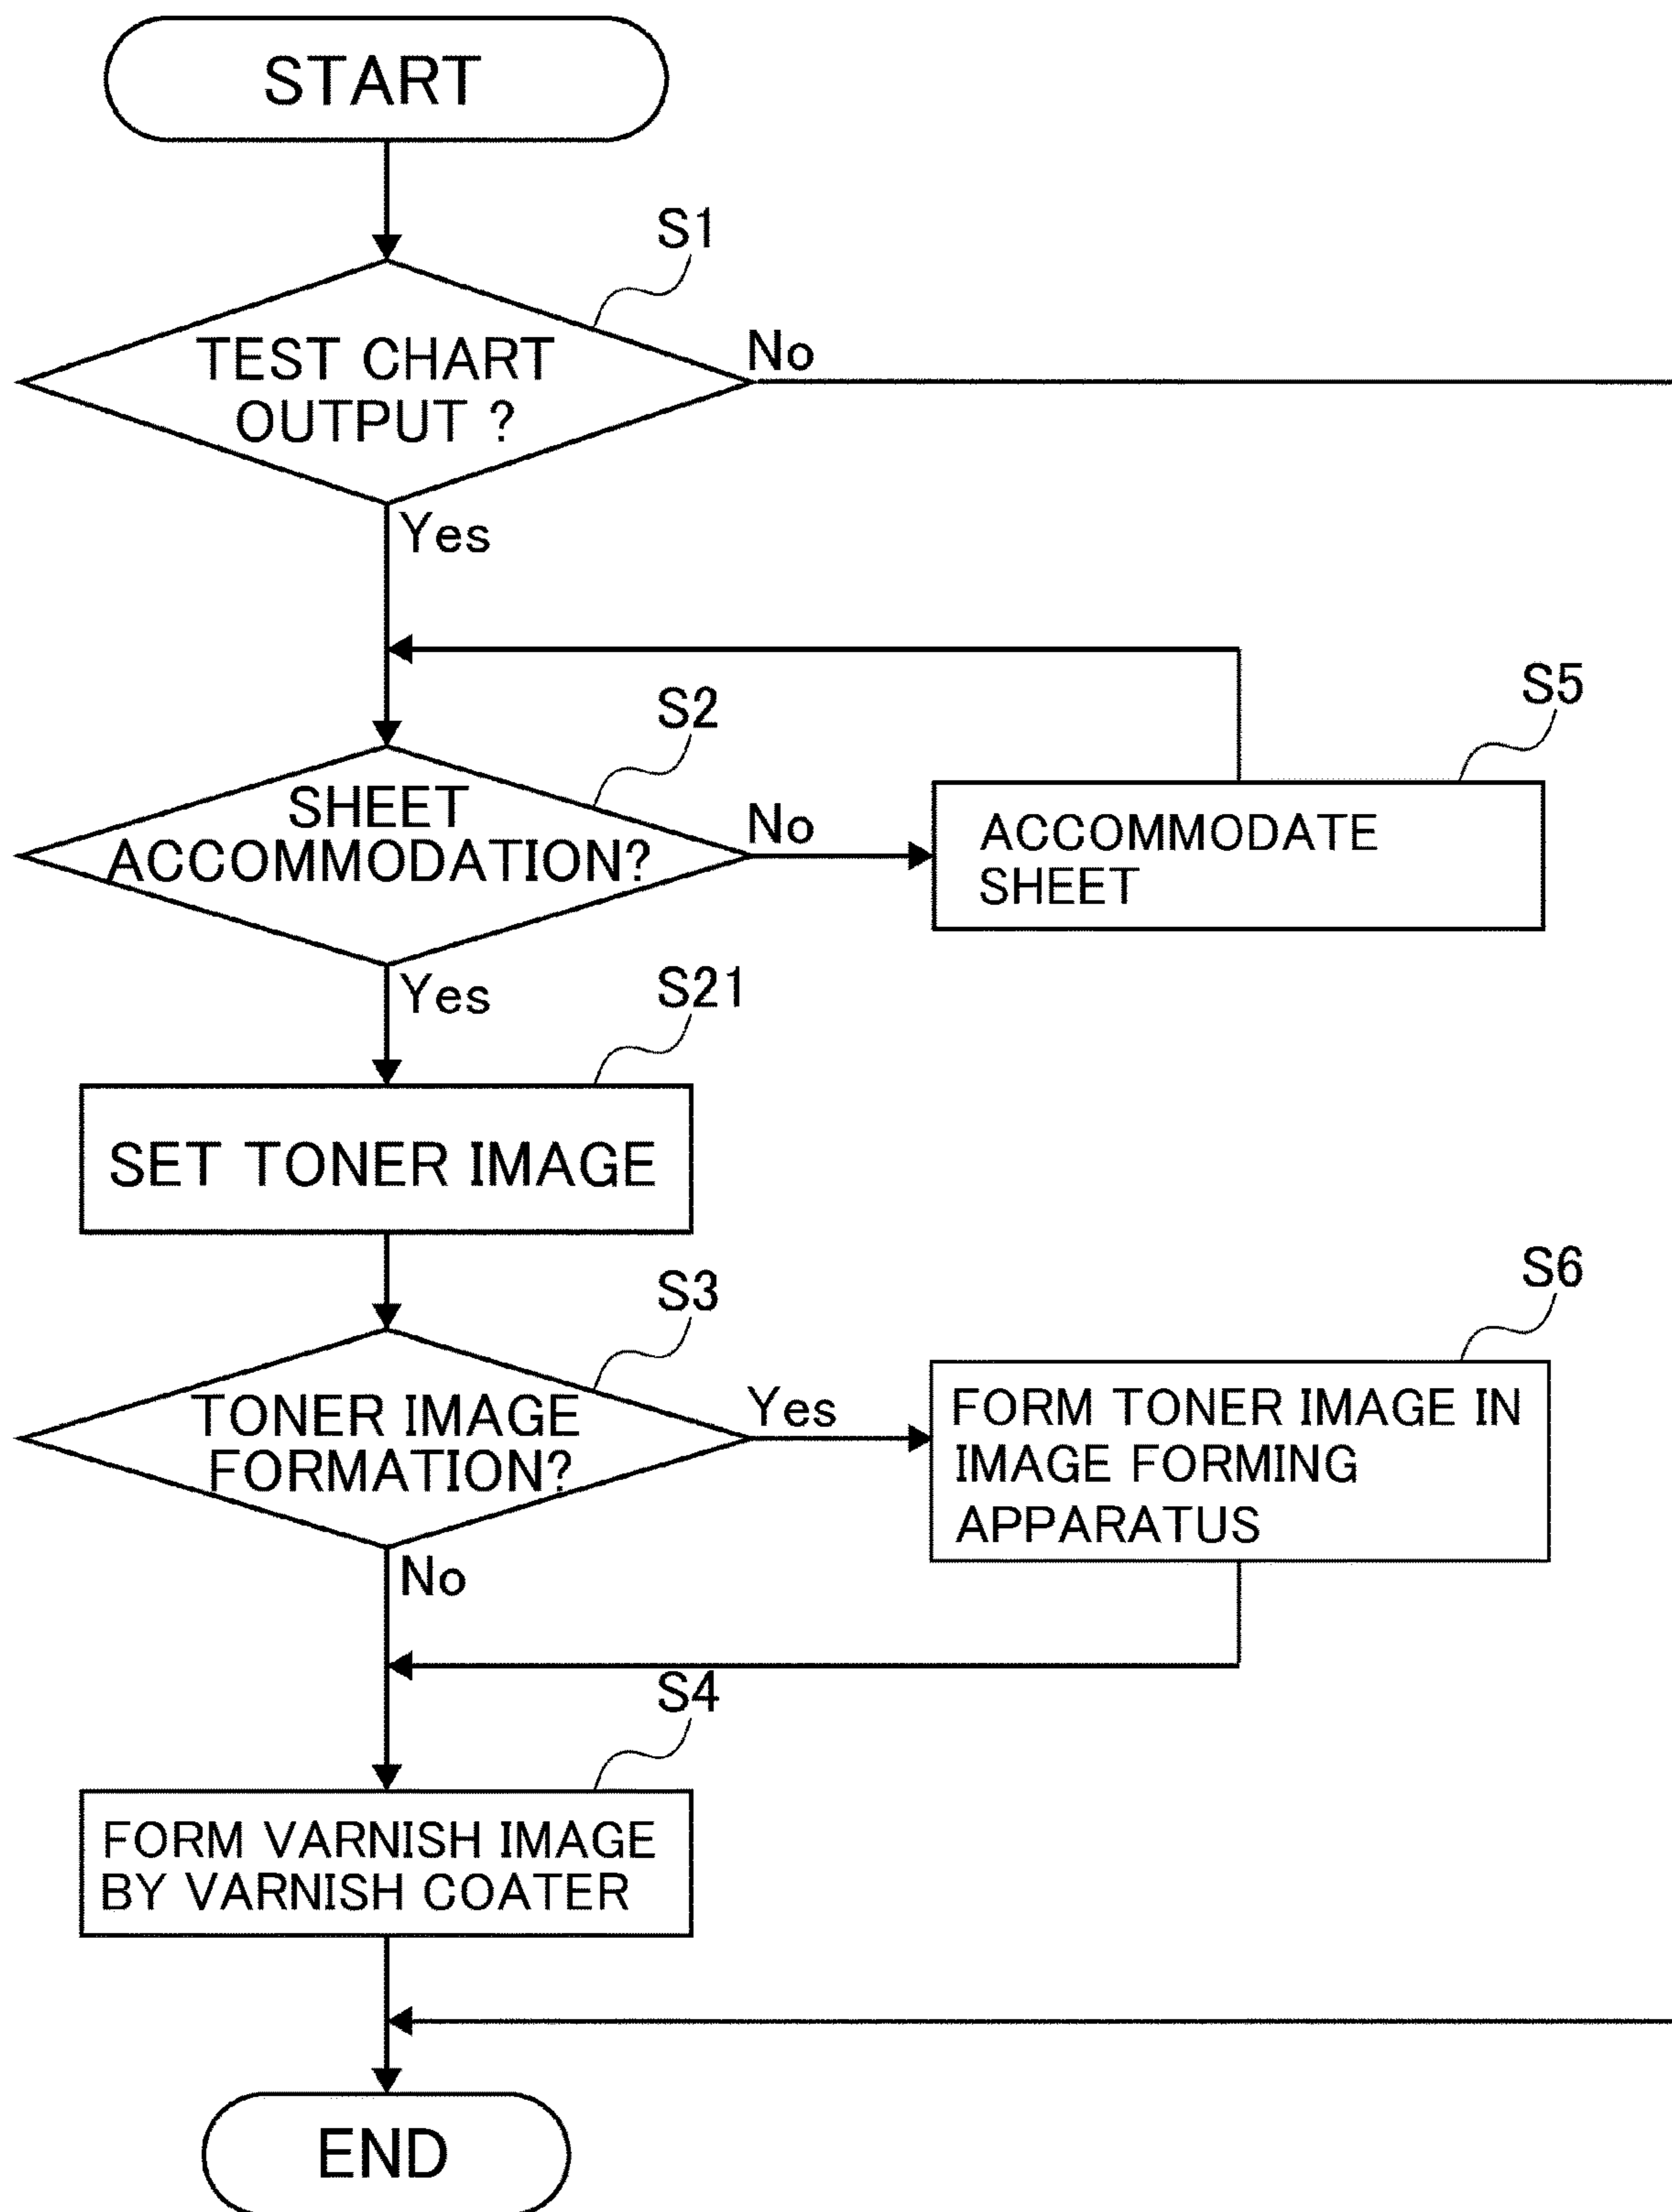 START
S1
TEST CHART
OUTPUT ?
No
Yes
S2
S5
SHEET
ACCOMMODATION?
No
ACCOMMODATE
SHEET
Yes
S21
SET TONER IMAGE
S3
S6
TONER IMAGE
FORMATION?
Yes
FORM TONER IMAGE IN
IMAGE FORMING
APPARATUS
No
S4
FORM VARNISH IMAGE
BY VARNISH COATER
END